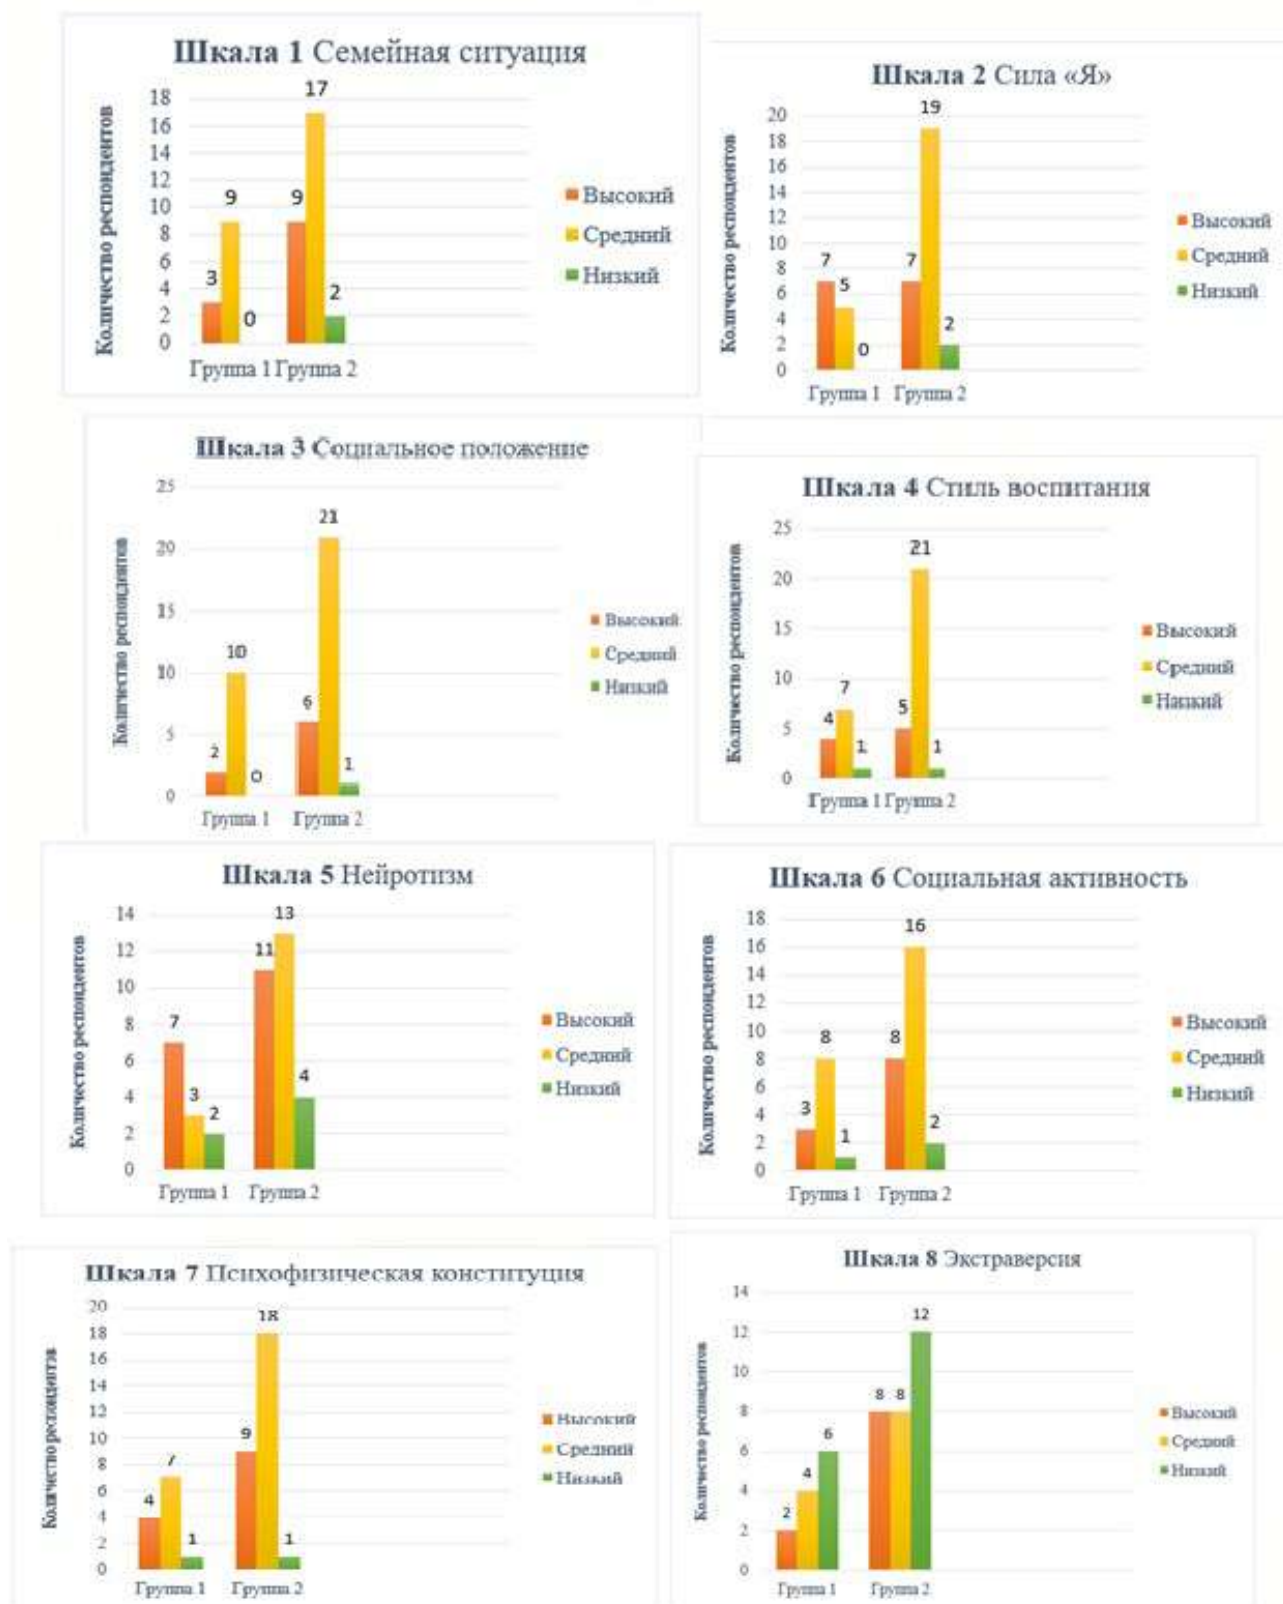 Шкала 1 Семейная ситуация
Количество респондентов
18
16
14
12
10
8
6
4
2
0
3
9
0
9
17
2
Группа 1 Группа 2
Высокий
Средний
Низкий
Шкала 2 Сила «Я»
Количество респондентов
20
18
16
14
12
10
8
6
4
2
0
7
5
0
7
19
2
Группа 1 Группа 2
Высокий
Средний
Низкий
Шкала 3 Социальное положение
Количество респондентов
25
20
15
10
5
0
2
10
0
6
21
1
Группа 1 Группа 2
Высокий
Средний
Низкий
Шкала 4 Стиль воспитания
Количество респондентов
25
20
15
10
5
0
4
7
1
5
21
1
Группа 1 Группа 2
Высокий
Средний
Низкий
Шкала 5 Нейротизм
Количество респондентов
14
12
10
8
6
4
2
0
7
3
2
11
13
4
Группа 1 Группа 2
Высокий
Средний
Низкий
Шкала 6 Социальная активность
Количество респондентов
18
16
14
12
10
8
6
4
2
0
3
8
1
8
16
2
Группа 1 Группа 2
Высокий
Средний
Низкий
Шкала 7 Психофизическая конституция
Количество респондентов
20
18
16
14
12
10
8
6
4
2
0
4
7
1
9
18
1
Группа 1 Группа 2
Высокий
Средний
Низкий
Шкала 8 Экстраверсия
Количество респондентов
14
12
10
8
6
4
2
0
2
4
6
8
8
12
Группа 1 Группа 2
Высокий
Средний
Низкий